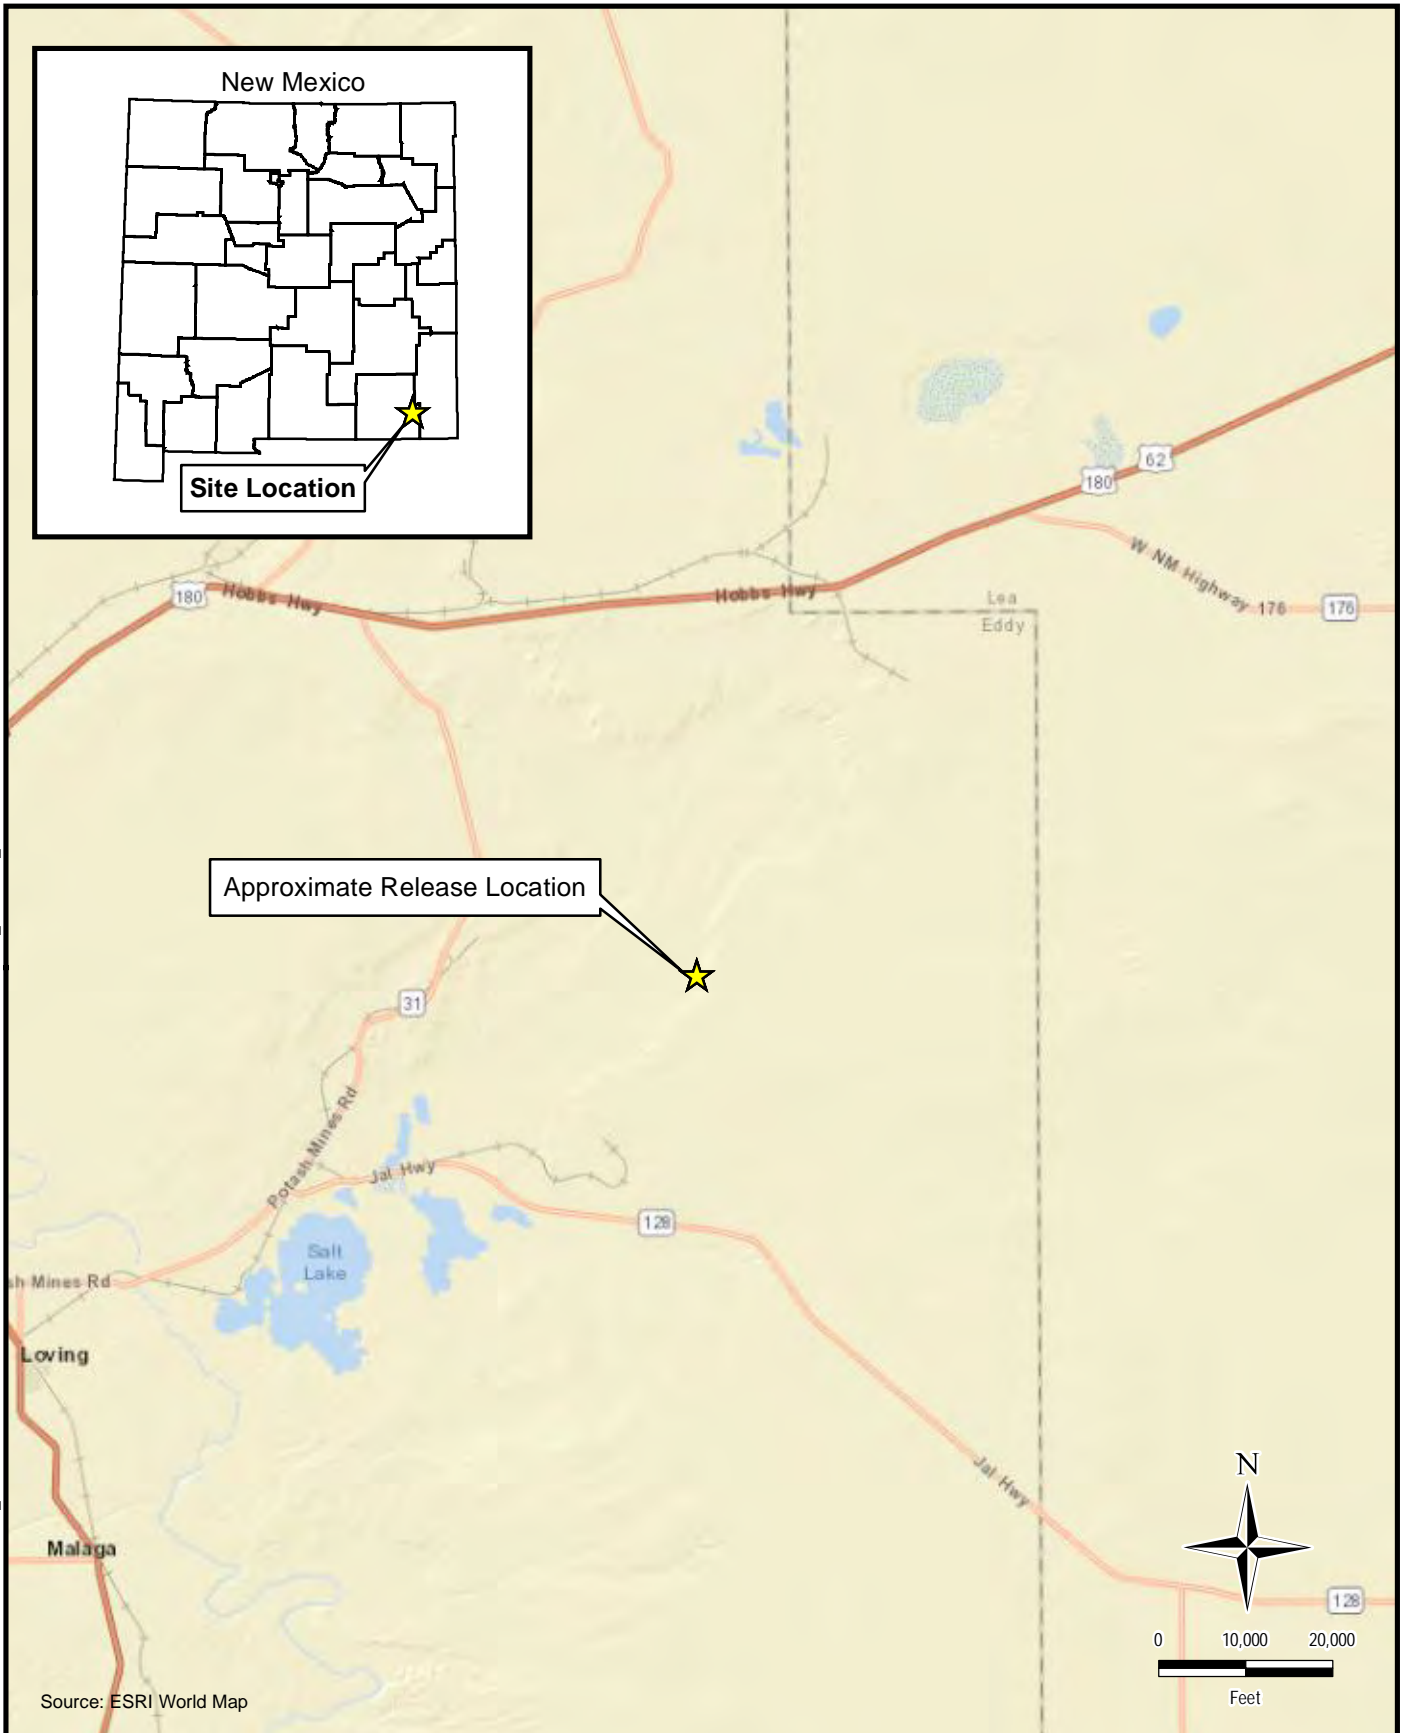 New Mexico
Site Location
62
180
W NM Highway 176
176
180
Hobbs Hwy
Hobbs Hwy
Lea
Eddy
Approximate Release Location
31
Potash Mines Rd
Jal Hwy
128
Salt
Lake
sh Mines Rd
Loving
Jal Hwy
N
Malaga
128
0 10,000 20,000
Feet
Source: ESRI World Map